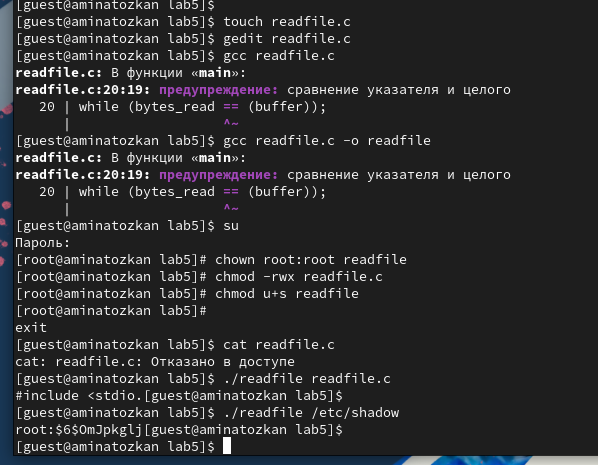 [guest@aminatozkan lab5]$
[guest@aminatozkan lab5]$ touch readfile.c
[guest@aminatozkan lab5]$ gedit readfile.c
[guest@aminatozkan lab5]$ gcc readfile.c
readfile.c: В функции «main»:
readfile.c:20:19: предупреждение: сравнение указателя и целого
   20 | while (bytes_read == (buffer));
      |                   ^~
[guest@aminatozkan lab5]$ gcc readfile.c -o readfile
readfile.c: В функции «main»:
readfile.c:20:19: предупреждение: сравнение указателя и целого
   20 | while (bytes_read == (buffer));
      |                   ^~
[guest@aminatozkan lab5]$ su
Пароль:
[root@aminatozkan lab5]# chown root:root readfile
[root@aminatozkan lab5]# chmod -rwx readfile.c
[root@aminatozkan lab5]# chmod u+s readfile
[root@aminatozkan lab5]#
exit
[guest@aminatozkan lab5]$ cat readfile.c
cat: readfile.c: Отказано в доступе
[guest@aminatozkan lab5]$ ./readfile readfile.c
#include <stdio.[guest@aminatozkan lab5]$
[guest@aminatozkan lab5]$ ./readfile /etc/shadow
root:$6$OmJpkglj[guest@aminatozkan lab5]$
[guest@aminatozkan lab5]$